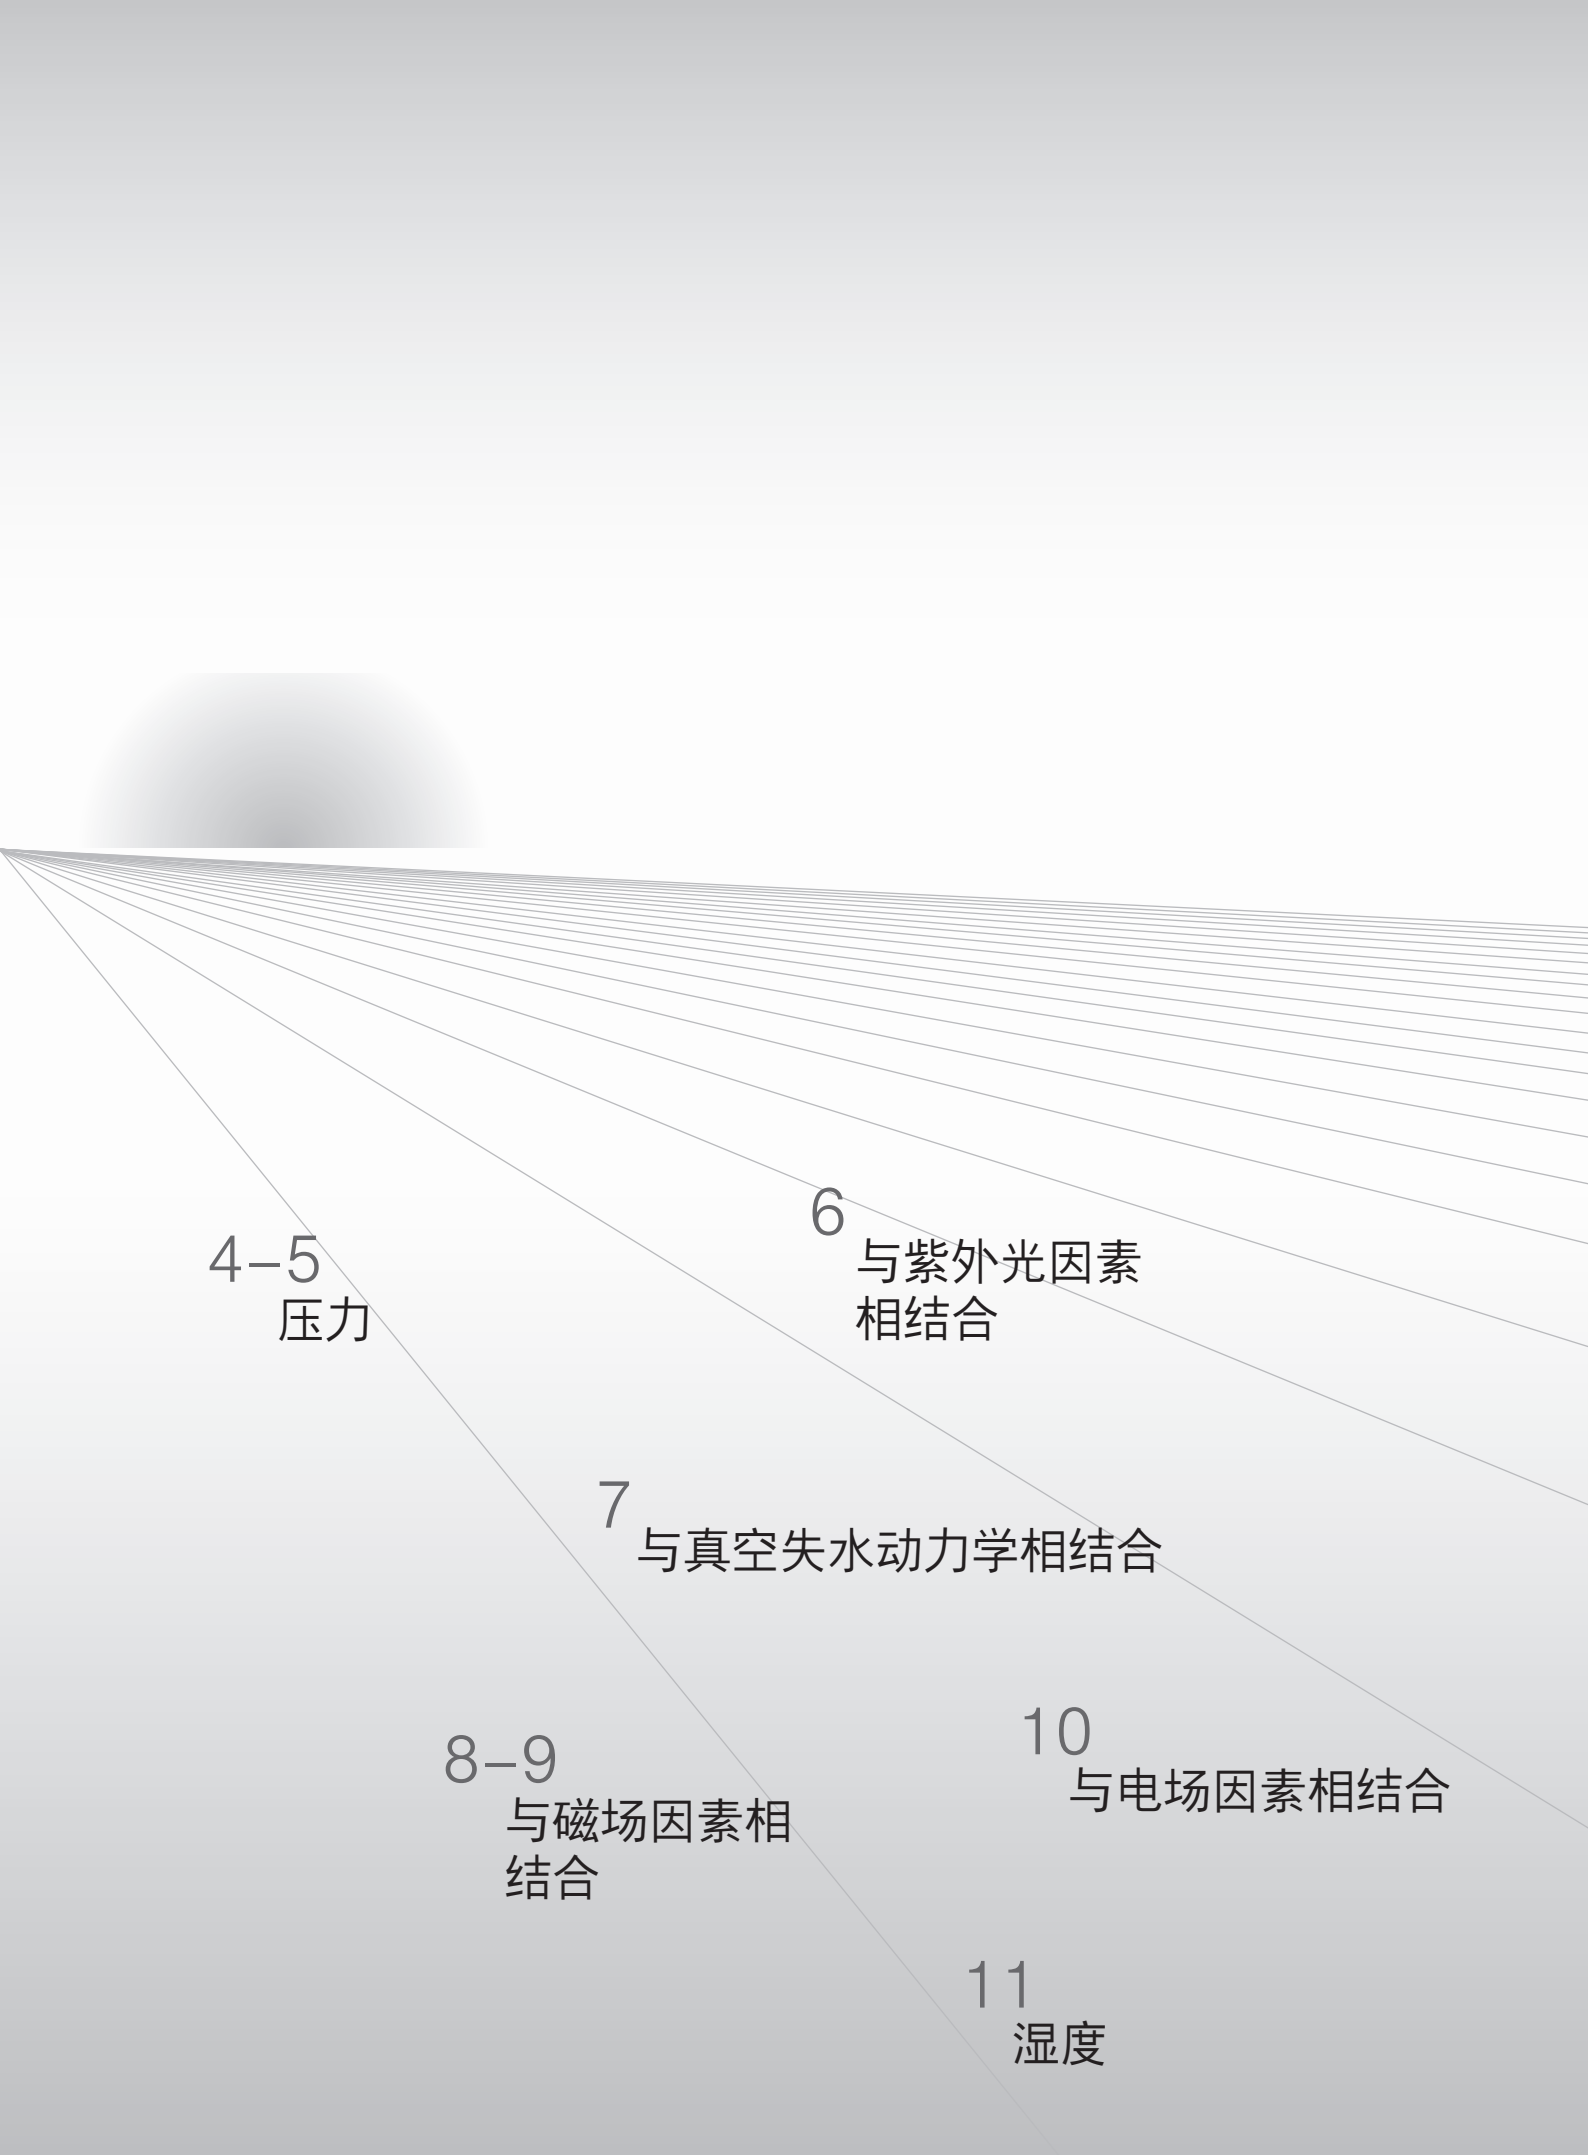 4–5
压力
6
与紫外光因素
相结合
7
与真空失水动力学相结合
8–9
与磁场因素相
结合
10
与电场因素相结合
11
湿度